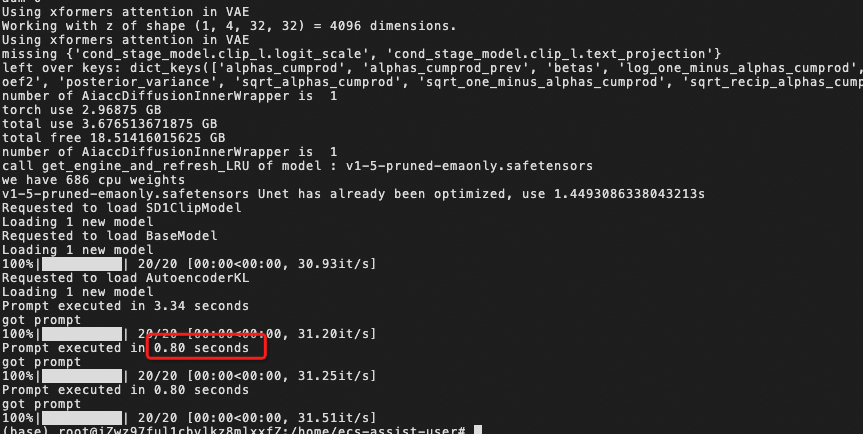 Using xformers attention in VAE
Working with z of shape (1, 4, 32, 32) = 4096 dimensions.
Using xformers attention in VAE
missing {'cond_stage_model.clip_l.logit_scale', 'cond_stage_model.clip_l.text_projection'}
left over keys: dict_keys(['alphas_cumprod', 'alphas_cumprod_prev', 'betas', 'log_one_minus_alphas_cumprod',
oef2', 'posterior_variance', 'sqrt_alphas_cumprod', 'sqrt_one_minus_alphas_cumprod', 'sqrt_recip_alphas_cump
number of AiaccDiffusionInnerWrapper is  1
torch use 2.96875 GB
total use 3.676513671875 GB
total free 18.51416015625 GB
number of AiaccDiffusionInnerWrapper is  1
call get_engine_and_refresh_LRU of model : v1-5-pruned-emaonly.safetensors
we have 686 cpu weights
v1-5-pruned-emaonly.safetensors Unet has already been optimized, use 1.4493086338043213s
Requested to load SD1ClipModel
Loading 1 new model
Requested to load BaseModel
Loading 1 new model
100%|██████████| 20/20 [00:00<00:00, 30.93it/s]
Requested to load AutoencoderKL
Loading 1 new model
Prompt executed in 3.34 seconds
got prompt
100%|██████████| 20/20 [00:00<00:00, 31.20it/s]
Prompt executed in 0.80 seconds
got prompt
100%|██████████| 20/20 [00:00<00:00, 31.25it/s]
Prompt executed in 0.80 seconds
got prompt
100%|██████████| 20/20 [00:00<00:00, 31.51it/s]
(base) :/home/ecs-assist-user#